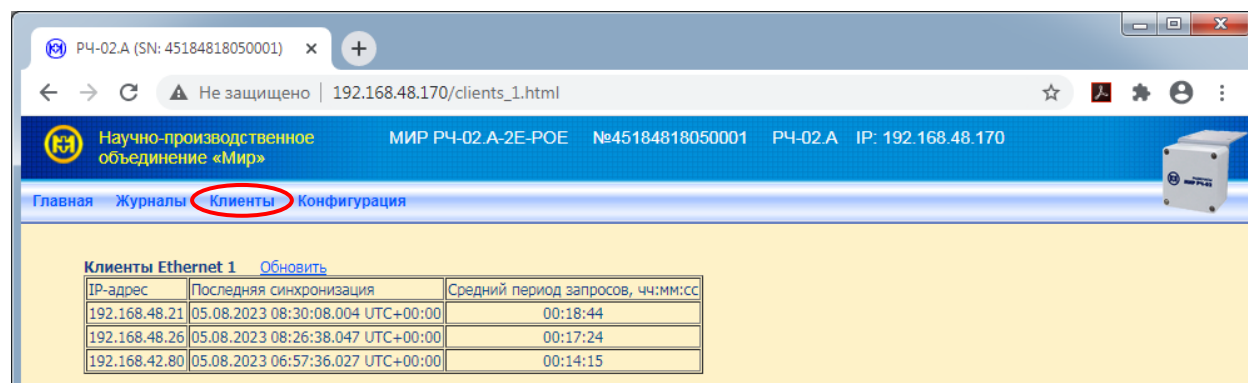 РЧ-02.А (SN: 45184818050001)
Не защищено 192.168.48.170/clients_1.html
Научно-производственное объединение «Мир» МИР РЧ-02.А-2Е-РОЕ №45184818050001 РЧ-02.А IP: 192.168.48.170
Главная Журналы Клиенты Конфигурация
Клиенты Ethernet 1 Обновить
IP-адрес Последняя синхронизация Средний период запросов, чч:мм:сс
192.168.48.21 05.08.2023 08:30:08.004 UTC+00:00 00:18:44
192.168.48.26 05.08.2023 08:26:38.047 UTC+00:00 00:17:24
192.168.42.80 05.08.2023 06:57:36.027 UTC+00:00 00:14:15